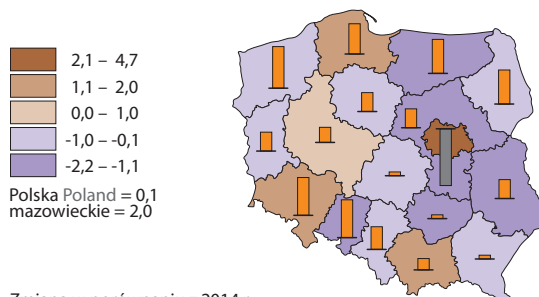 2,1 – 4,7
1,1 – 2,0
0,0 – 1,0
-1,0 – -0,1
-2,2 – -1,1
Polska Poland = 0,1
mazowieckie = 2,0